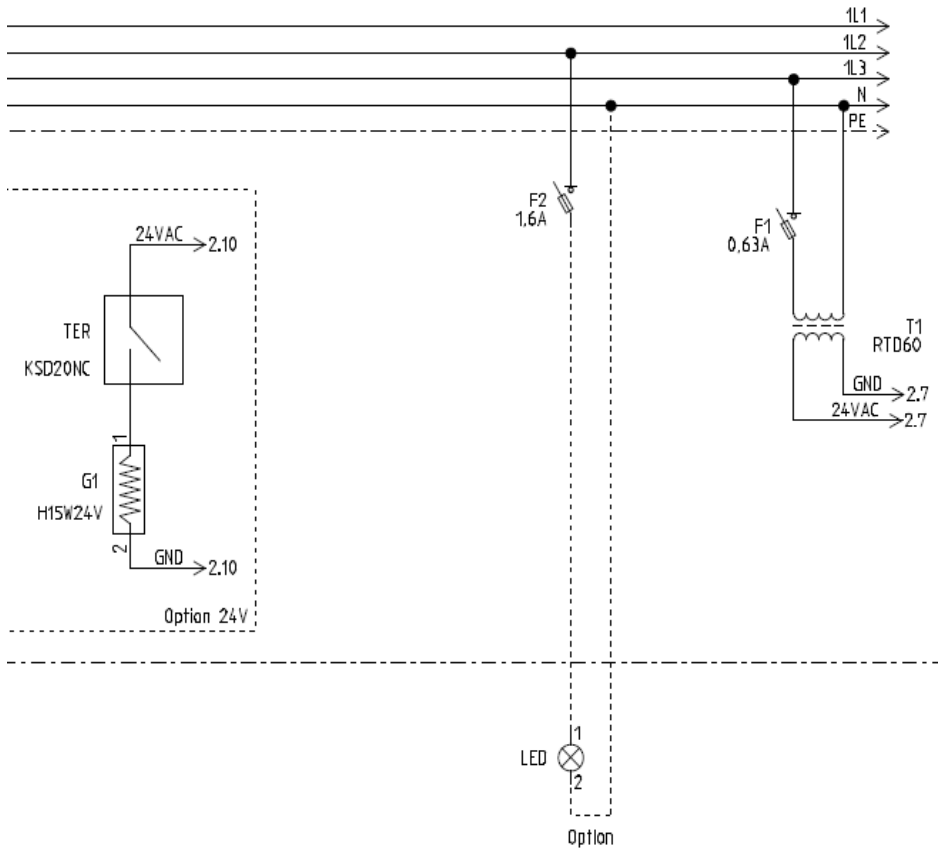 1L1
1L2
1L3
N
PE
F2
1,6A
F1
0,63A
24VAC
2.10
TER
KSD20NC
T1
RTD60
GND
2.7
24VAC
2.7
1
G1
H15W24V
2
GND
2.10
Option 24V
1
LED
2
Option